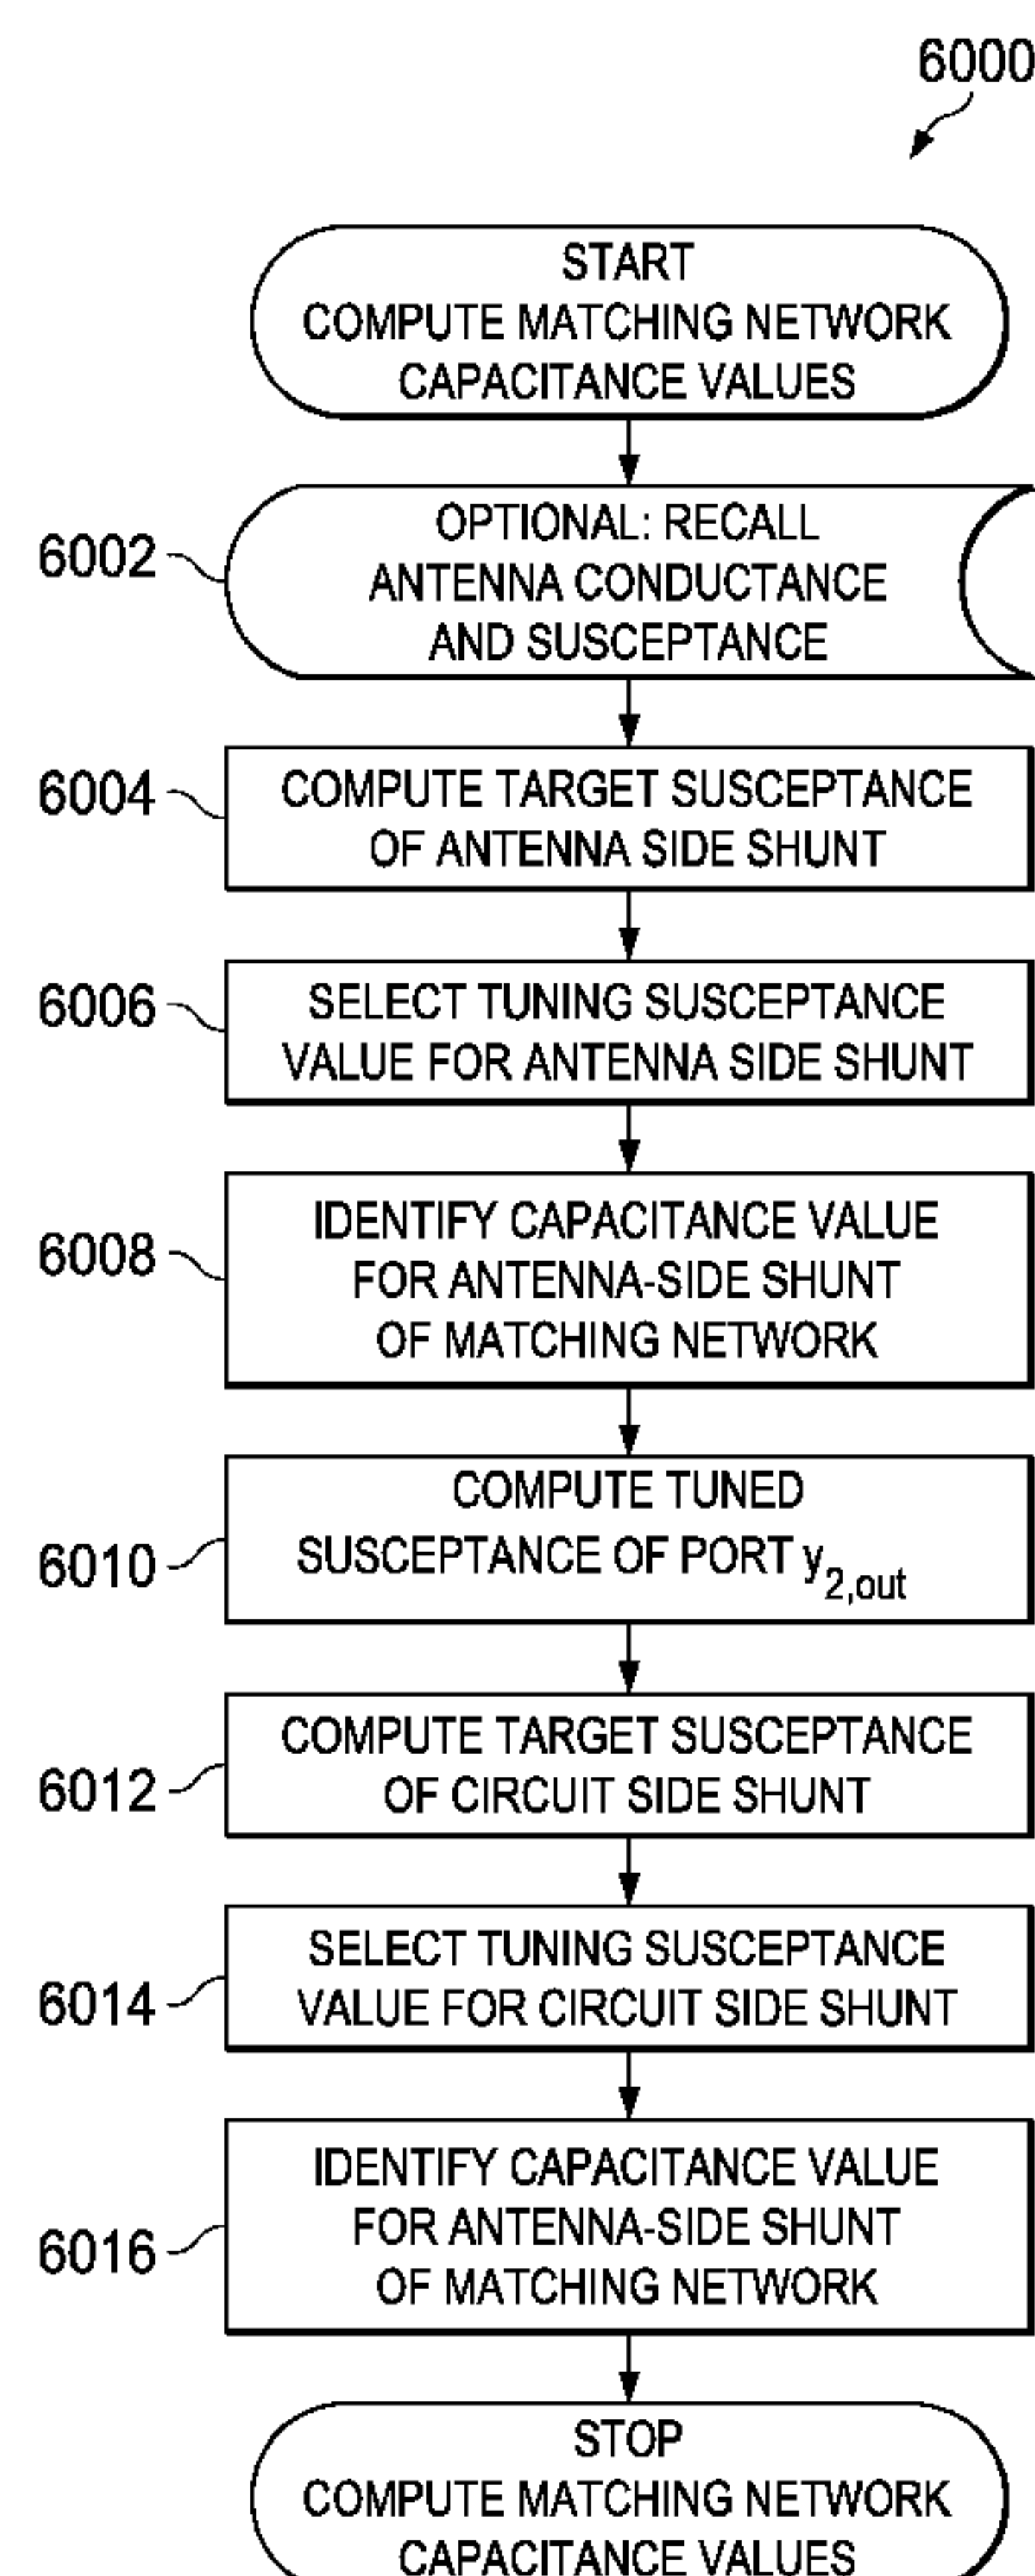 6000
START
COMPUTE MATCHING NETWORK
CAPACITANCE VALUES
6002
OPTIONAL: RECALL
ANTENNA CONDUCTANCE
AND SUSCEPTANCE
6004
COMPUTE TARGET SUSCEPTANCE
OF ANTENNA SIDE SHUNT
6006
SELECT TUNING SUSCEPTANCE
VALUE FOR ANTENNA SIDE SHUNT
6008
IDENTIFY CAPACITANCE VALUE
FOR ANTENNA-SIDE SHUNT
OF MATCHING NETWORK
6010
COMPUTE TUNED
SUSCEPTANCE OF PORT y2,out
6012
COMPUTE TARGET SUSCEPTANCE
OF CIRCUIT SIDE SHUNT
6014
SELECT TUNING SUSCEPTANCE
VALUE FOR CIRCUIT SIDE SHUNT
6016
IDENTIFY CAPACITANCE VALUE
FOR ANTENNA-SIDE SHUNT
OF MATCHING NETWORK
STOP
COMPUTE MATCHING NETWORK
CAPACITANCE VALUES